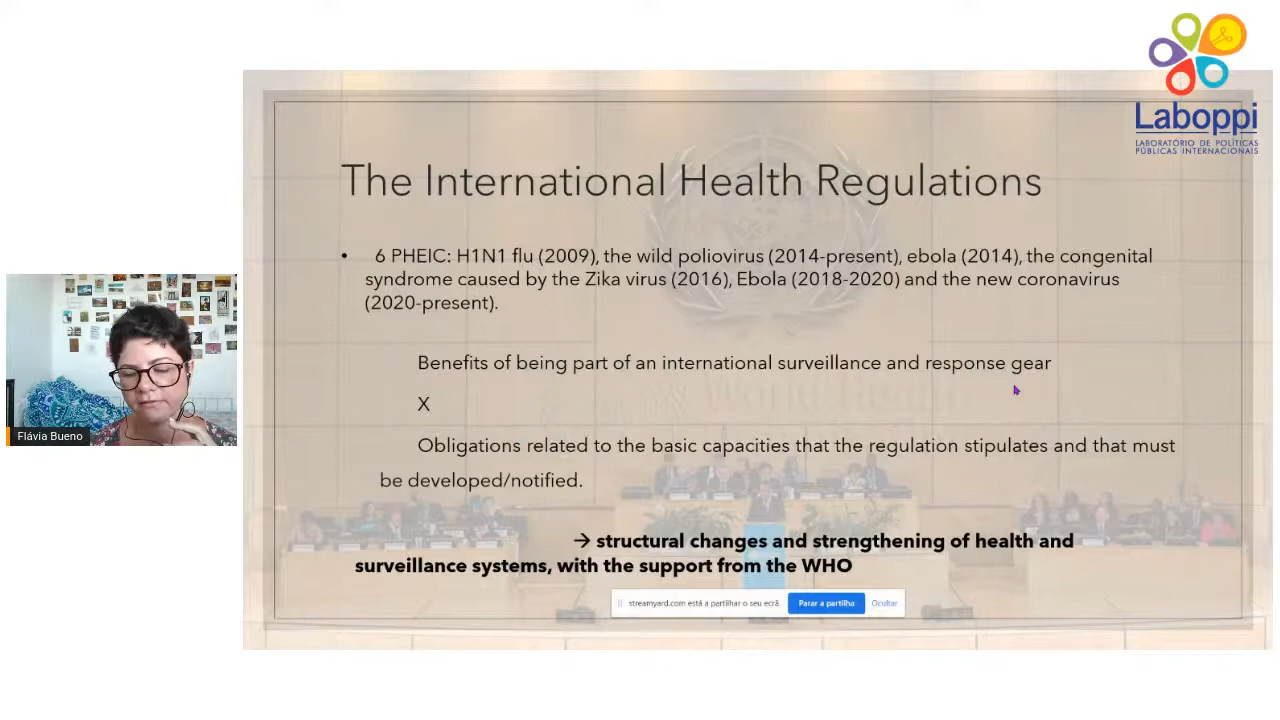 Laboppi
LABORATÓRIO DE POLÍTICAS
PÚBLICAS INTERNACIONAIS
The International Health Regulations
• 6 PHEIC: H1N1 flu (2009), the wild poliovirus (2014-present), ebola (2014), the congenital
syndrome caused by the Zika virus (2016), Ebola (2018-2020) and the new coronavirus
(2020-present).
Benefits of being part of an international surveillance and response gear
X
Obligations related to the basic capacities that the regulation stipulates and that must
be developed/notified.
→ structural changes and strengthening of health and
surveillance systems, with the support from the WHO
streamyard.com está a partilhar o seu ecrã. Parar a partilha Ocultar
Flávia Bueno